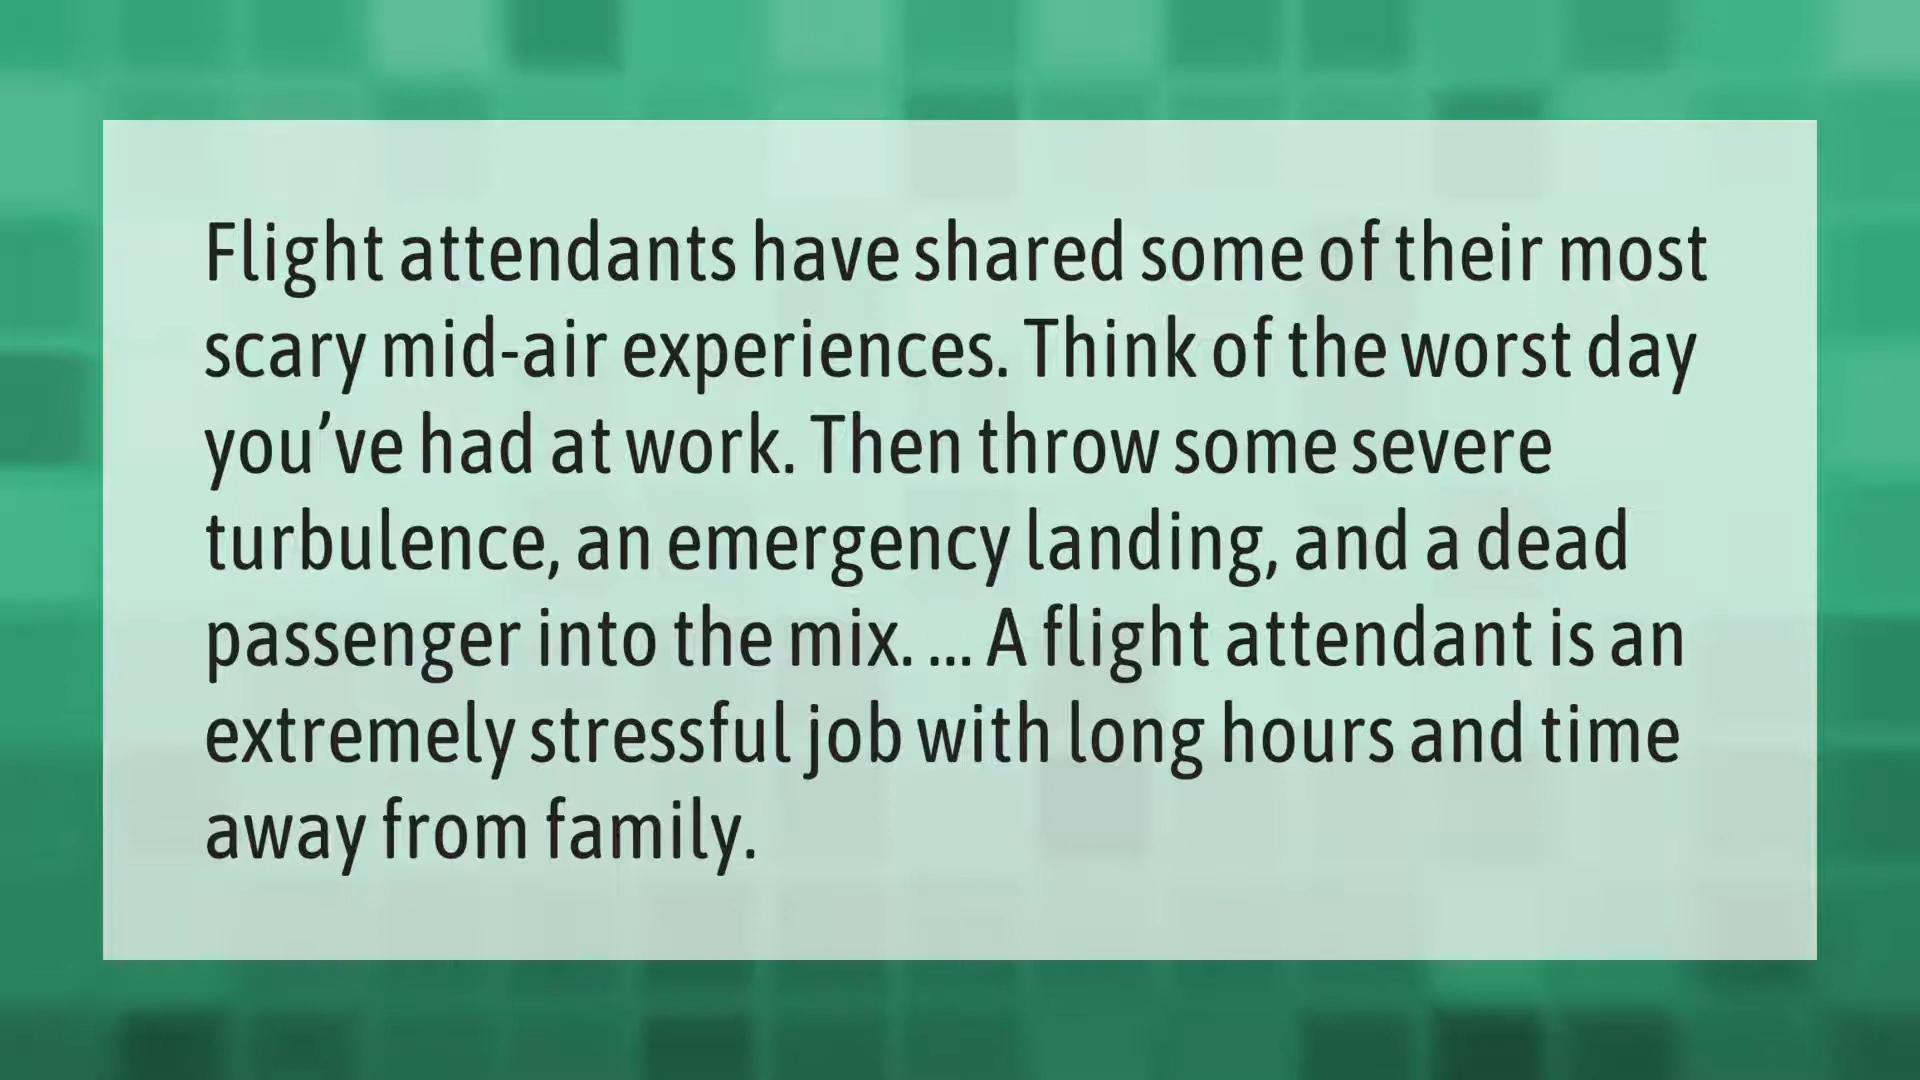 Flight attendants have shared some of their most
scary mid-air experiences. Think of the worst day
you’ve had at work. Then throw some severe
turbulence, an emergency landing, and a dead
passenger into the mix. ... A flight attendant is an
extremely stressful job with long hours and time
away from family.